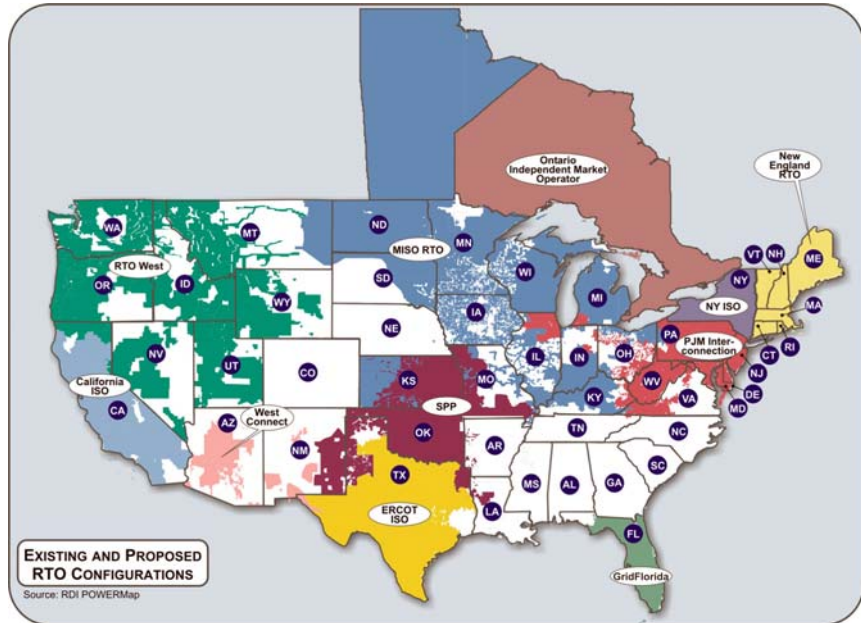 Ontario
Independent Market
Operator
New
England
RTO
WA
MT
ND
MN
VT
NH
ME
MISO RTO
RTO West
OR
ID
SD
WI
MI
NY
NY ISO
MA
WY
IA
PA
PJM Inter-
connection
RI
CT
NE
NV
UT
IL
IN
OH
NJ
CO
KS
MO
WV
DE
California
ISO
KY
VA
MD
CA
AZ
West
Connect
SPP
OK
TN
NC
NM
AR
SC
TX
MS
AL
GA
LA
ERCOT
ISO
FL
GridFlorida
EXISTING AND PROPOSED
RTO CONFIGURATIONS
Source: RDI POWERMap